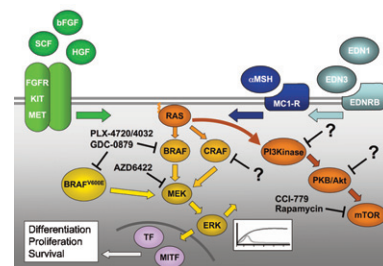 bFGF
SCF
HGF
FGFR
KIT
MET
αMSH
MC1-R
EDN1
EDN3
EDNRB
RAS
PLX-4720/4032
GDC-0879
BRAF
CRAF
?
PI3Kinase
?
AZD6422
BRAFV600E
MEK
PKB/Akt
?
CCI-779
Rapamycin
mTOR
ERK
TF
MITF
Differentiation
Proliferation
Survival